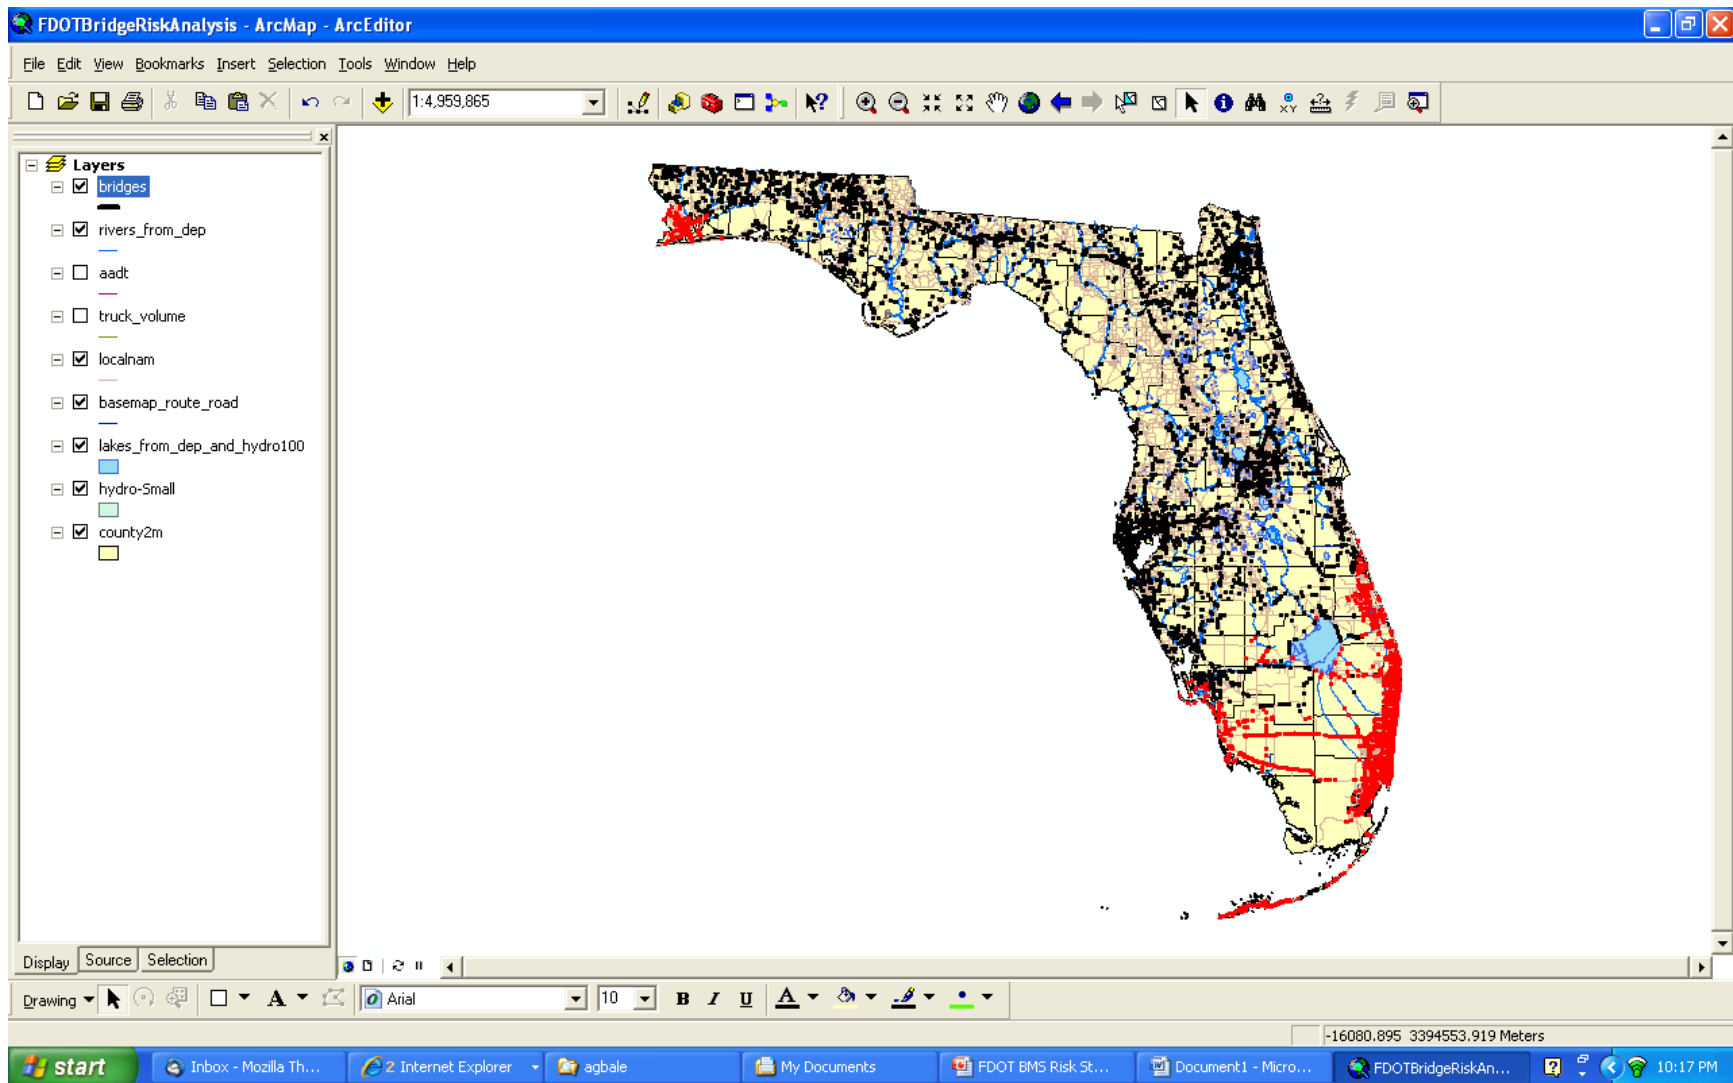 FDOTBridgeRiskAnalysis - ArcMap - ArcEditor
File Edit View Bookmarks Insert Selection Tools Window Help
1:4,959,865
XY
Layers
bridges
rivers_from_dep
aadt
truck_volume
localnam
basemap_route_road
lakes_from_dep_and_hydro100
hydro-Small
county2m
Display Source Selection
Drawing A Arial 10 B I U A
-16080.895 3394553.919 Meters
start Inbox - Mozilla Th... 2 Internet Explorer agbale My Documents FDOT BMS Risk St... Document1 - Micro... FDOTBridgeRiskAn... 10:17 PM